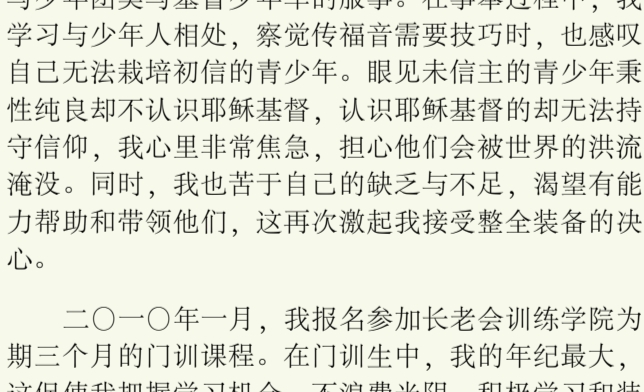 学习与少年人相处，察觉传福音需要技巧时，也感叹
自己无法栽培初信的青少年。眼见未信主的青少年秉
性纯良却不认识耶稣基督，认识耶稣基督的却无法持
守信仰，我心里非常焦急，担心他们会被世界的洪流
淹没。同时，我也苦于自己的缺乏与不足，渴望有能
力帮助和带领他们，这再次激起我接受整全装备的决
心。
二〇一〇年一月，我报名参加长老会训练学院为
期三个月的门训课程。在门训生中，我的年纪最大，